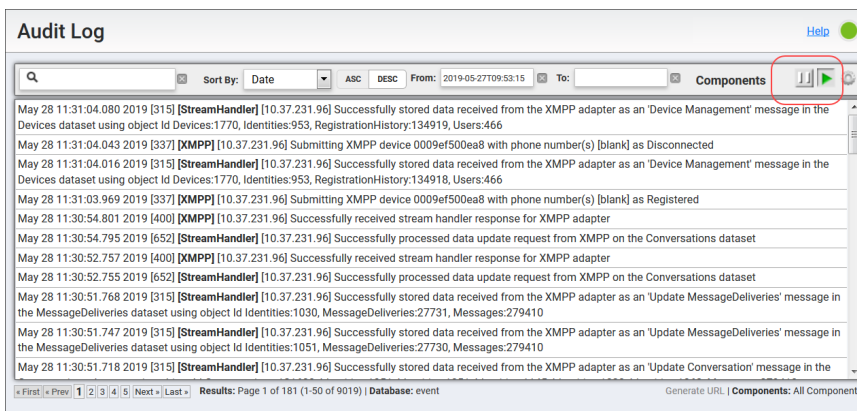 Audit Log
Help
Sort By: Date ASC DESC From: 2019-05-27T09:53:15 To: Components
May 28 11:31:04.080 2019 [315] [StreamHandler] [10.37.231.96] Successfully stored data received from the XMPP adapter as an 'Device Management' message in the
Devices dataset using object Id Devices:1770, Identities:953, RegistrationHistory:134919, Users:466
May 28 11:31:04.043 2019 [337] [XMPP] [10.37.231.96] Submitting XMPP device 0009ef500ea8 with phone number(s) [blank] as Disconnected
May 28 11:31:04.016 2019 [315] [StreamHandler] [10.37.231.96] Successfully stored data received from the XMPP adapter as an 'Device Management' message in the
Devices dataset using object Id Devices:1770, Identities:953, RegistrationHistory:134918, Users:466
May 28 11:31:03.969 2019 [337] [XMPP] [10.37.231.96] Submitting XMPP device 0009ef500ea8 with phone number(s) [blank] as Registered
May 28 11:30:54.801 2019 [400] [XMPP] [10.37.231.96] Successfully received stream handler response for XMPP adapter
May 28 11:30:54.795 2019 [652] [StreamHandler] [10.37.231.96] Successfully processed data update request from XMPP on the Conversations dataset
May 28 11:30:52.757 2019 [400] [XMPP] [10.37.231.96] Successfully received stream handler response for XMPP adapter
May 28 11:30:52.755 2019 [652] [StreamHandler] [10.37.231.96] Successfully processed data update request from XMPP on the Conversations dataset
May 28 11:30:51.768 2019 [315] [StreamHandler] [10.37.231.96] Successfully stored data received from the XMPP adapter as an 'Update MessageDeliveries' message in
the MessageDeliveries dataset using object Id Identities:1030, MessageDeliveries:27731, Messages:279410
May 28 11:30:51.747 2019 [315] [StreamHandler] [10.37.231.96] Successfully stored data received from the XMPP adapter as an 'Update MessageDeliveries' message in
the MessageDeliveries dataset using object Id Identities:1051, MessageDeliveries:27730, Messages:279410
May 28 11:30:51.718 2019 [315] [StreamHandler] [10.37.231.96] Successfully stored data received from the XMPP adapter as an 'Update Conversation' message in the
« First « Prev 1 2 3 4 5 Next » Last » Results: Page 1 of 181 (1-50 of 9019) | Database: event Generate URL | Components: All Component